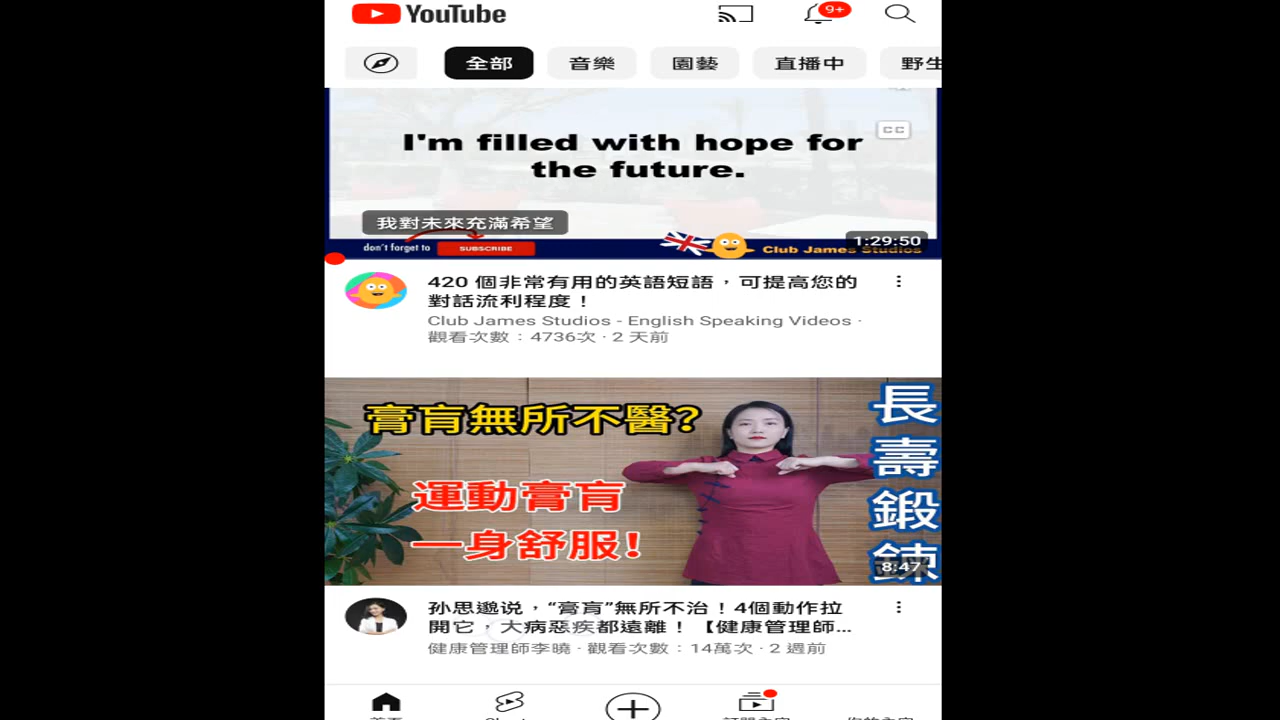 YouTube
9+
全部
音樂
園藝
直播中
野生
I'm filled with hope for
the future.
CC
我對未來充滿希望
don't forget to
SUBSCRIBE
Club James Studios
1:29:50
420 個非常有用的英語短語，可提高您的
對話流利程度！
Club James Studios - English Speaking Videos ·
觀看次數：4736次 · 2 天前
膏肓無所不醫?
運動膏肓
一身舒服!
長壽鍛鍊
8:47
孙思邈说，“膏肓”無所不治！4個動作拉
開它，大病惡疾都遠離！【健康管理師...
健康管理師李曉 · 觀看次數：14萬次 · 2 週前